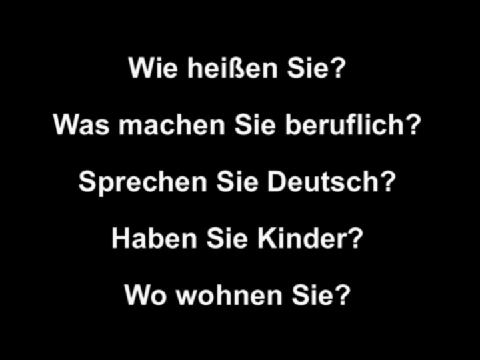 Wie heißen Sie?
Was machen Sie beruflich?
Sprechen Sie Deutsch?
Haben Sie Kinder?
Wo wohnen Sie?